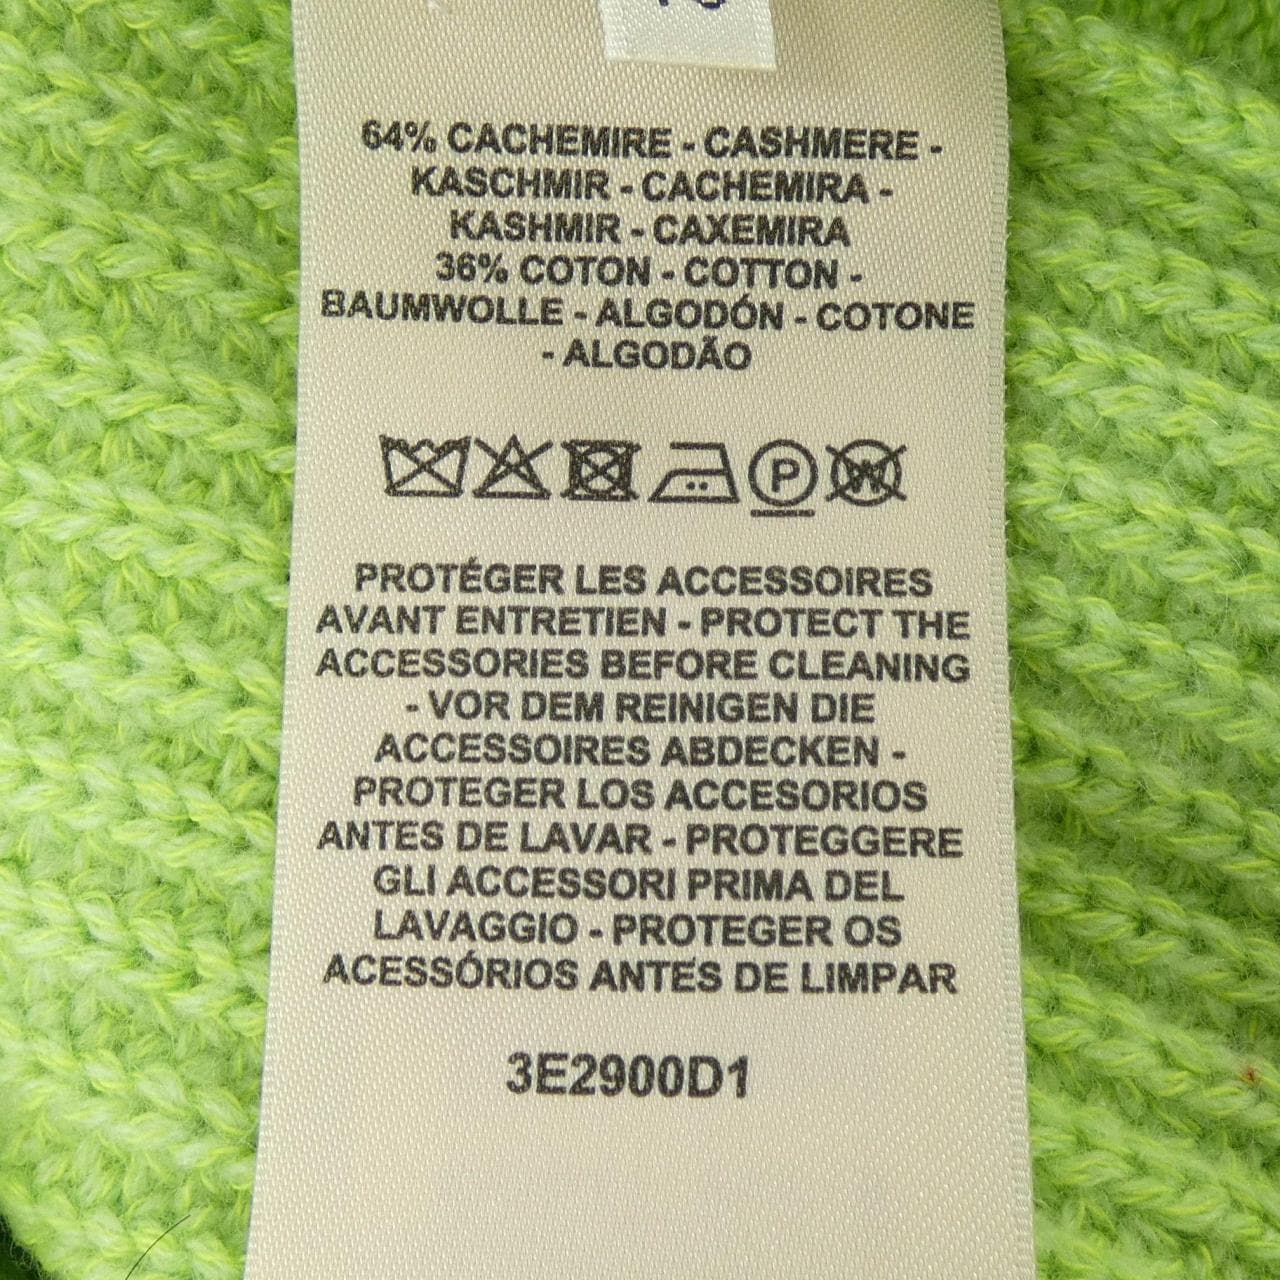 64% CACHEMIRE - CASHMERE -
KASCHMIR - CACHEMIRA -
KASHMIR - CAXEMIRA
36% COTON - COTTON -
BAUMWOLLE - ALGODÓN - COTONE
- ALGODÃO
P W
PROTÉGER LES ACCESSOIRES
AVANT ENTRETIEN - PROTECT THE
ACCESSORIES BEFORE CLEANING
- VOR DEM REINIGEN DIE
ACCESSOIRES ABDECKEN -
PROTEGER LOS ACCESORIOS
ANTES DE LAVAR - PROTEGGERE
GLI ACCESSORI PRIMA DEL
LAVAGGIO - PROTEGER OS
ACESSÓRIOS ANTES DE LIMPAR
3E2900D1